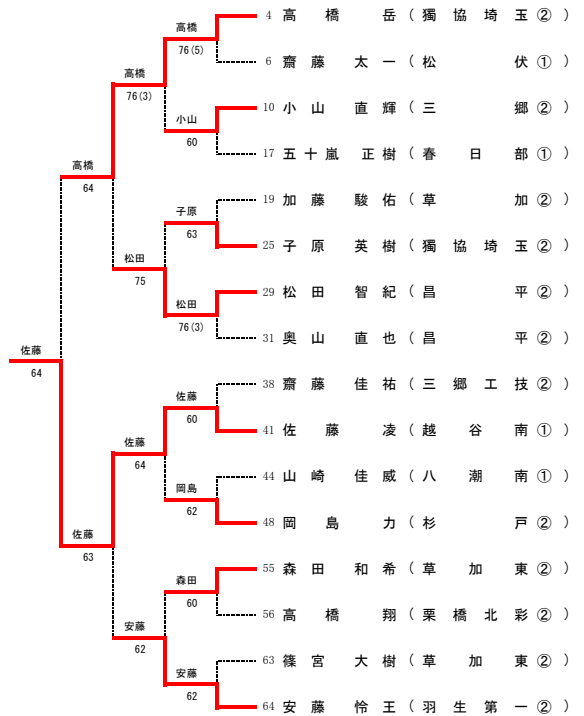 高橋
4 高橋 岳 ( 獨協埼玉 ② )
76(5)
6 齋藤 太一 ( 松伏 ① )
高橋
76(3)
10 小山 直輝 ( 三郷 ② )
小山
60
17 五十嵐 正樹 ( 春日部 ① )
高橋
64
19 加藤 駿佑 ( 草加 ② )
子原
63
25 子原 英樹 ( 獨協埼玉 ② )
松田
75
29 松田 智紀 ( 昌平 ② )
松田
76(3)
31 奥山 直也 ( 昌平 ② )
佐藤
64
38 齋藤 佳祐 ( 三郷工技 ② )
佐藤
60
41 佐藤 凌 ( 越谷南 ① )
佐藤
64
44 山崎 佳威 ( 八潮南 ① )
岡島
62
48 岡島 力 ( 杉戸 ② )
佐藤
63
55 森田 和希 ( 草加東 ② )
森田
60
56 高橋 翔 ( 栗橋北彩 ② )
安藤
62
63 篠宮 大樹 ( 草加東 ② )
安藤
62
64 安藤 怜王 ( 羽生第一 ② )